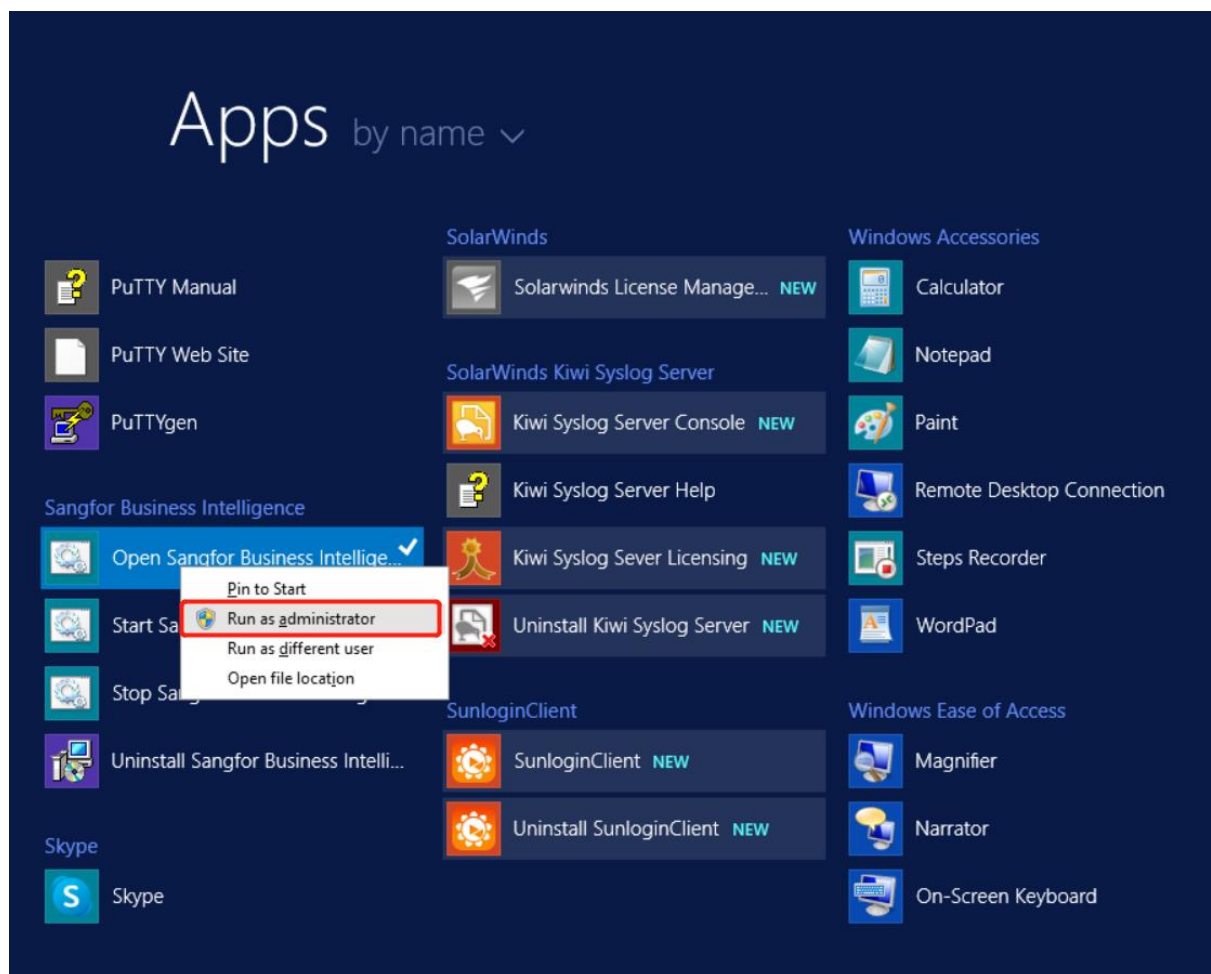 Apps by name
PuTTY Manual
PuTTY Web Site
PuTTYgen
Sangfor Business Intelligence
Open Sangfor Business Intellige...
Pin to Start
Run as administrator
Run as different user
Open file location
Start Sa
Stop Sa
Uninstall Sangfor Business Intelli...
Skype
Skype
SolarWinds
Solarwinds License Manage... NEW
SolarWinds Kiwi Syslog Server
Kiwi Syslog Server Console NEW
Kiwi Syslog Server Help
Kiwi Syslog Sever Licensing NEW
Uninstall Kiwi Syslog Server NEW
SunloginClient
SunloginClient NEW
Uninstall SunloginClient NEW
Windows Accessories
Calculator
Notepad
Paint
Remote Desktop Connection
Steps Recorder
WordPad
Windows Ease of Access
Magnifier
Narrator
On-Screen Keyboard